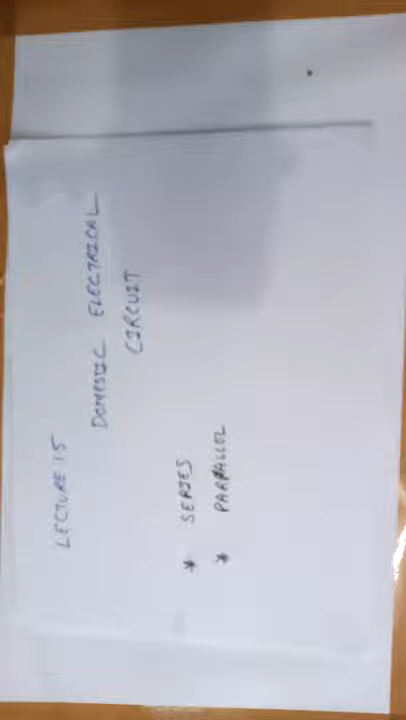 LECTURE 15
DOMESTIC ELECTRICAL
CIRCUIT
* SERIES
* PARALLEL